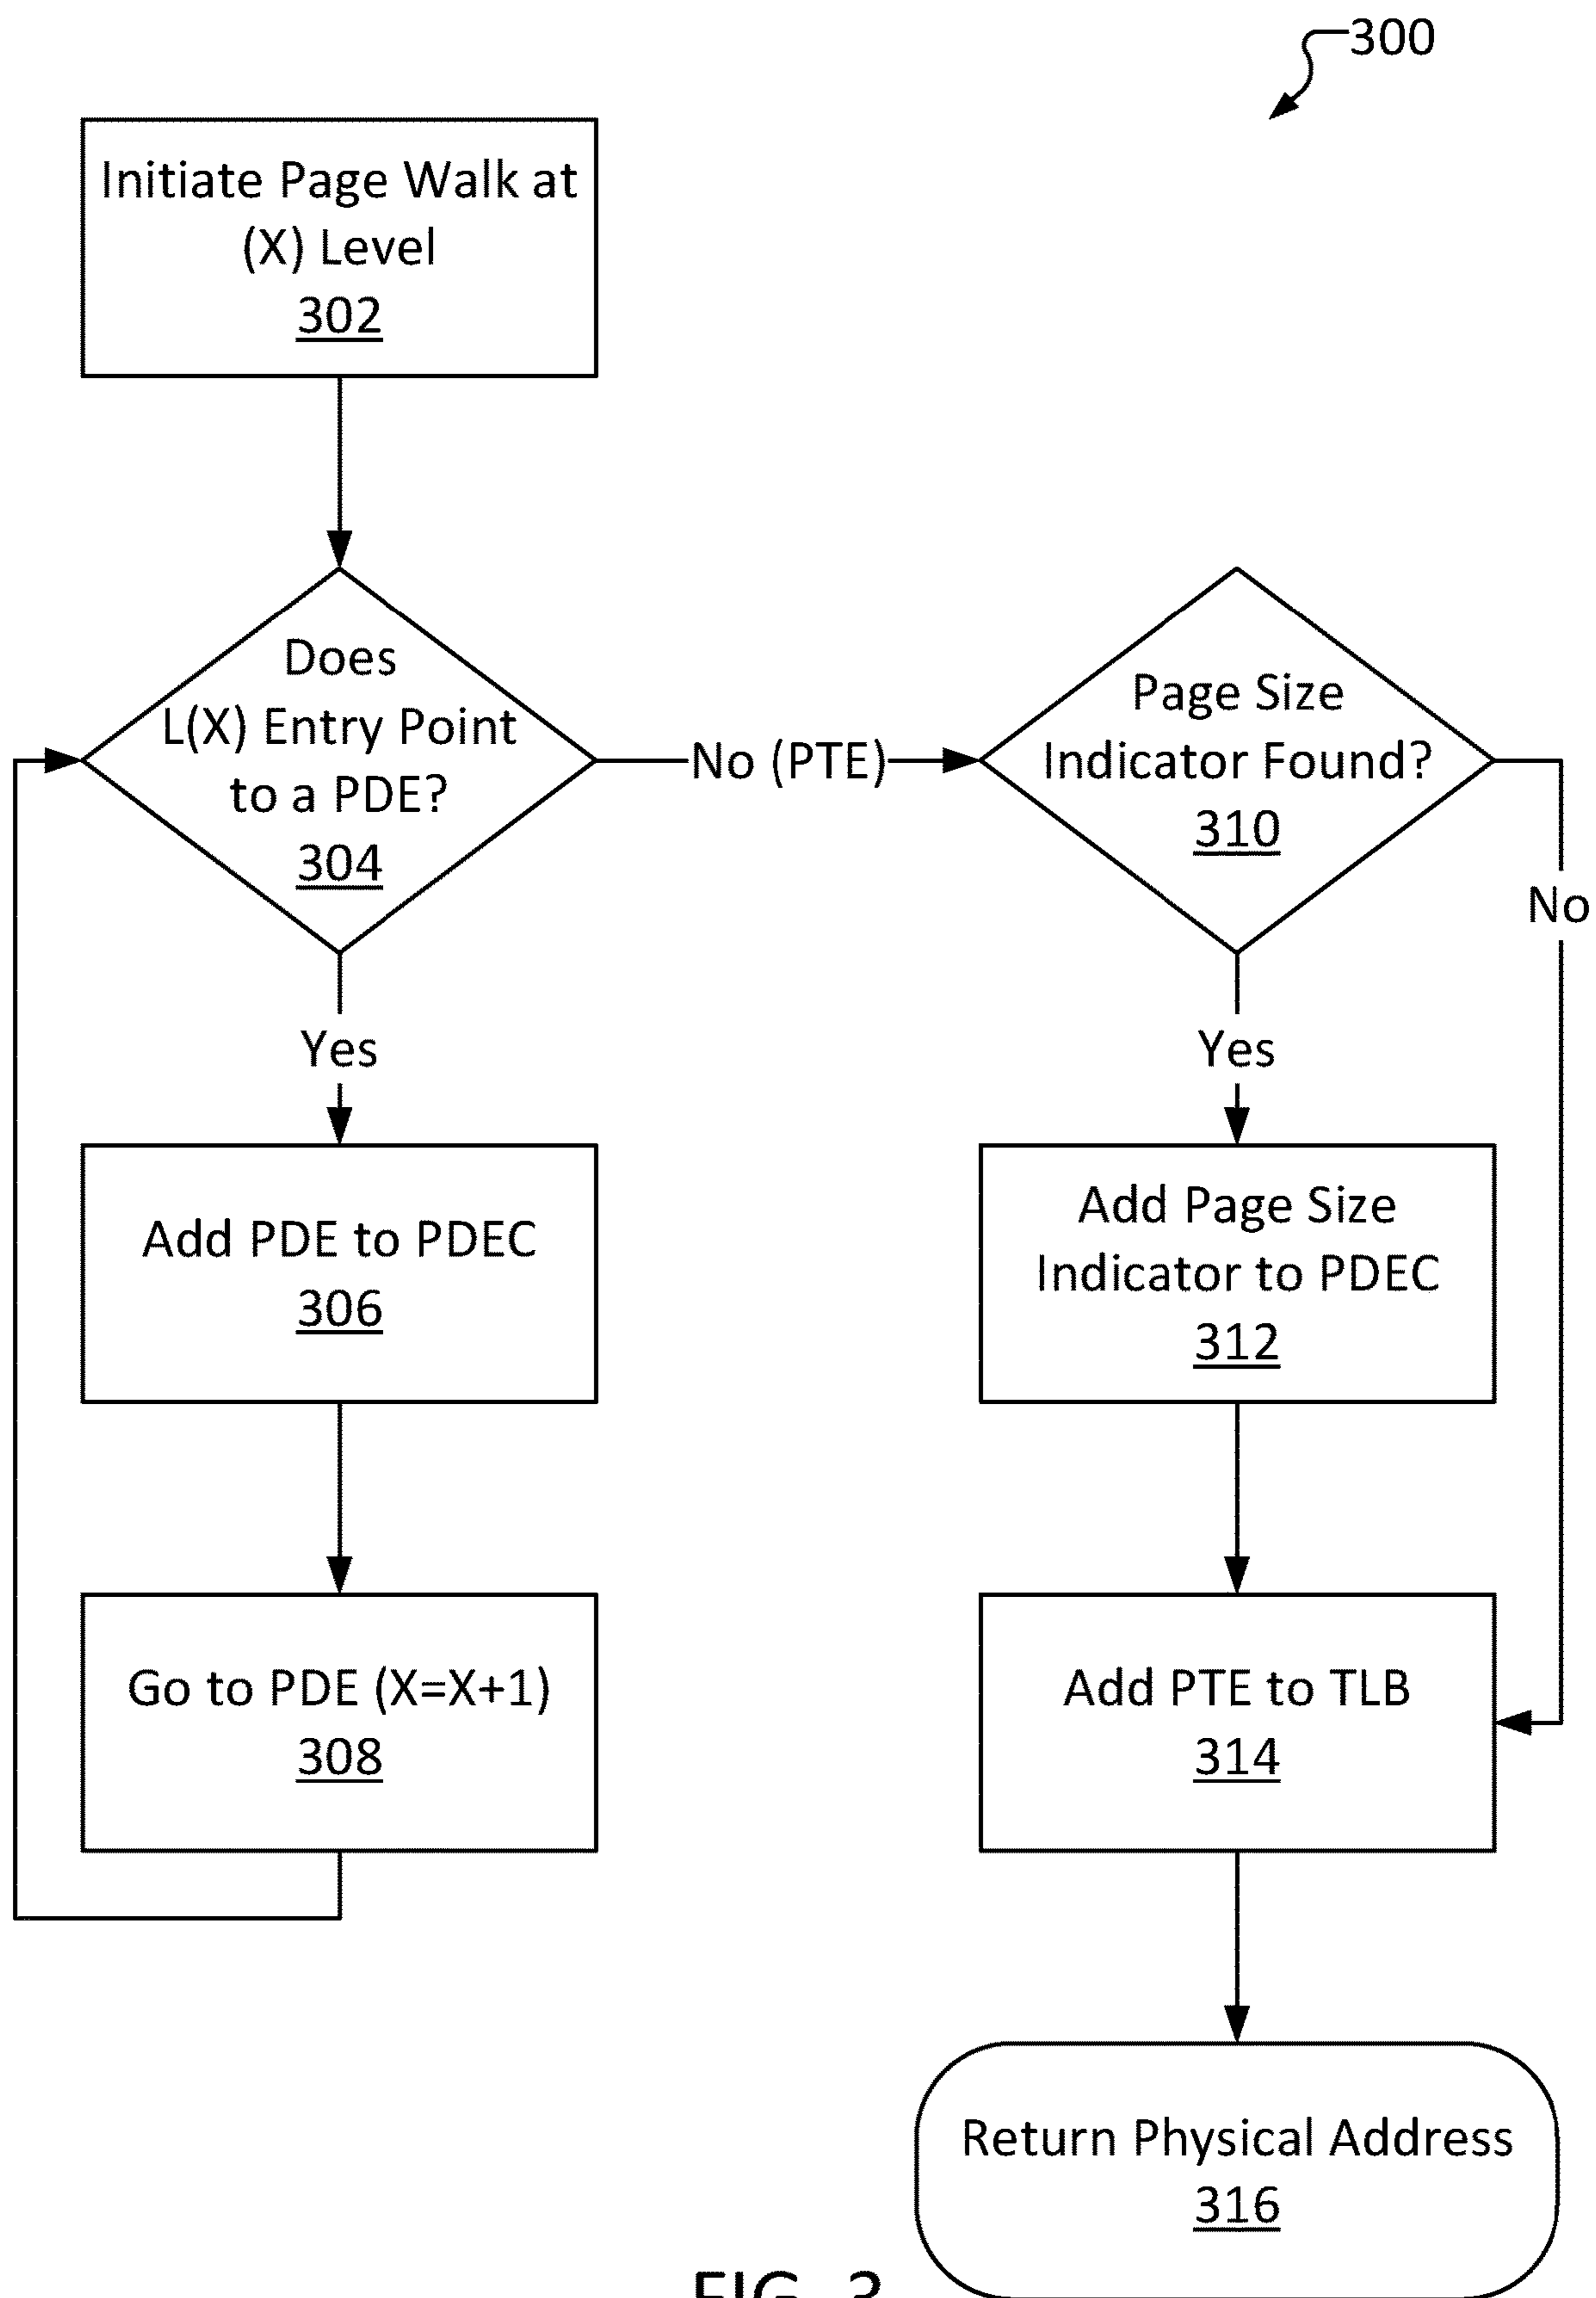 300
Initiate Page Walk at
(X) Level
302
Does
L(X) Entry Point
to a PDE?
304
No (PTE)
Page Size
Indicator Found?
310
No
Yes
Yes
Add PDE to PDEC
306
Add Page Size
Indicator to PDEC
312
Go to PDE (X=X+1)
308
Add PTE to TLB
314
Return Physical Address
316
FIG. 3